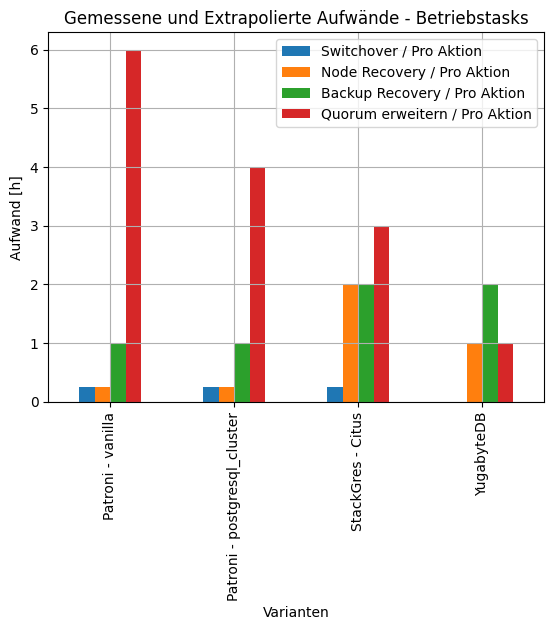 Gemessene und Extrapolierte Aufwände - Betriebstasks
Switchover / Pro Aktion
Node Recovery / Pro Aktion
Backup Recovery / Pro Aktion
Quorum erweitern / Pro Aktion
Aufwand [h]
6
5
4
3
2
1
0
Patroni - vanilla
Patroni - postgresql_cluster
StackGres - Citus
YugabyteDB
Varianten